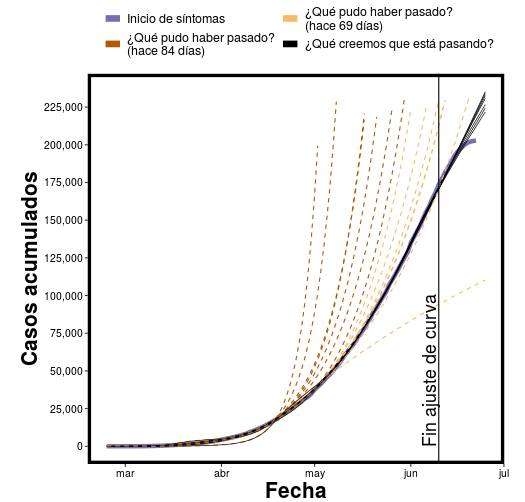 Inicio de síntomas
¿Qué pudo haber pasado?
(hace 84 días)
¿Qué pudo haber pasado?
(hace 69 días)
¿Qué creemos que está pasando?
Casos acumulados
225,000
200,000
175,000
150,000
125,000
100,000
75,000
50,000
25,000
0
Fin ajuste de curva
mar
abr
may
jun
jul
Fecha